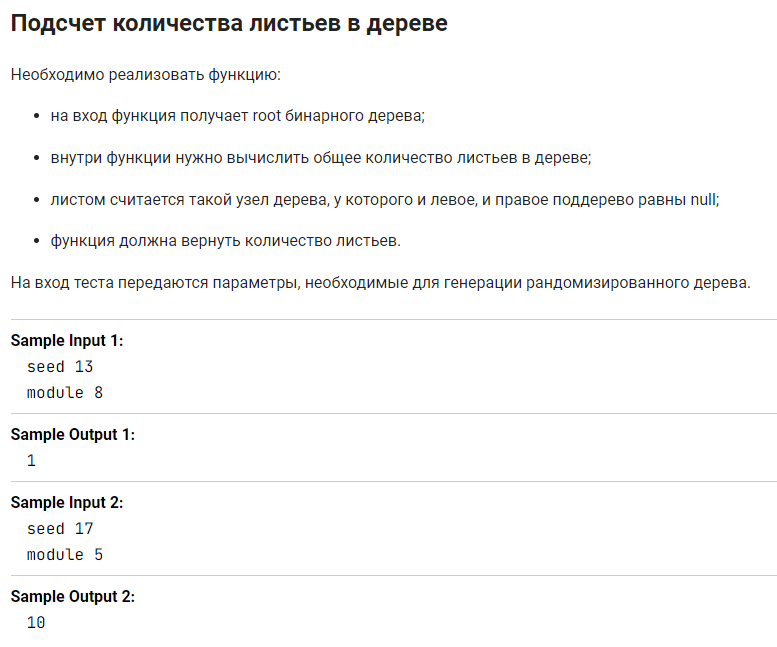 Подсчет количества листьев в дереве
Необходимо реализовать функцию:
• на вход функция получает root бинарного дерева;
• внутри функции нужно вычислить общее количество листьев в дереве;
• листом считается такой узел дерева, у которого и левое, и правое поддерево равны null;
• функция должна вернуть количество листьев.
На вход теста передаются параметры, необходимые для генерации рандомизированного дерева.
Sample Input 1:
seed 13
module 8
Sample Output 1:
1
Sample Input 2:
seed 17
module 5
Sample Output 2:
10